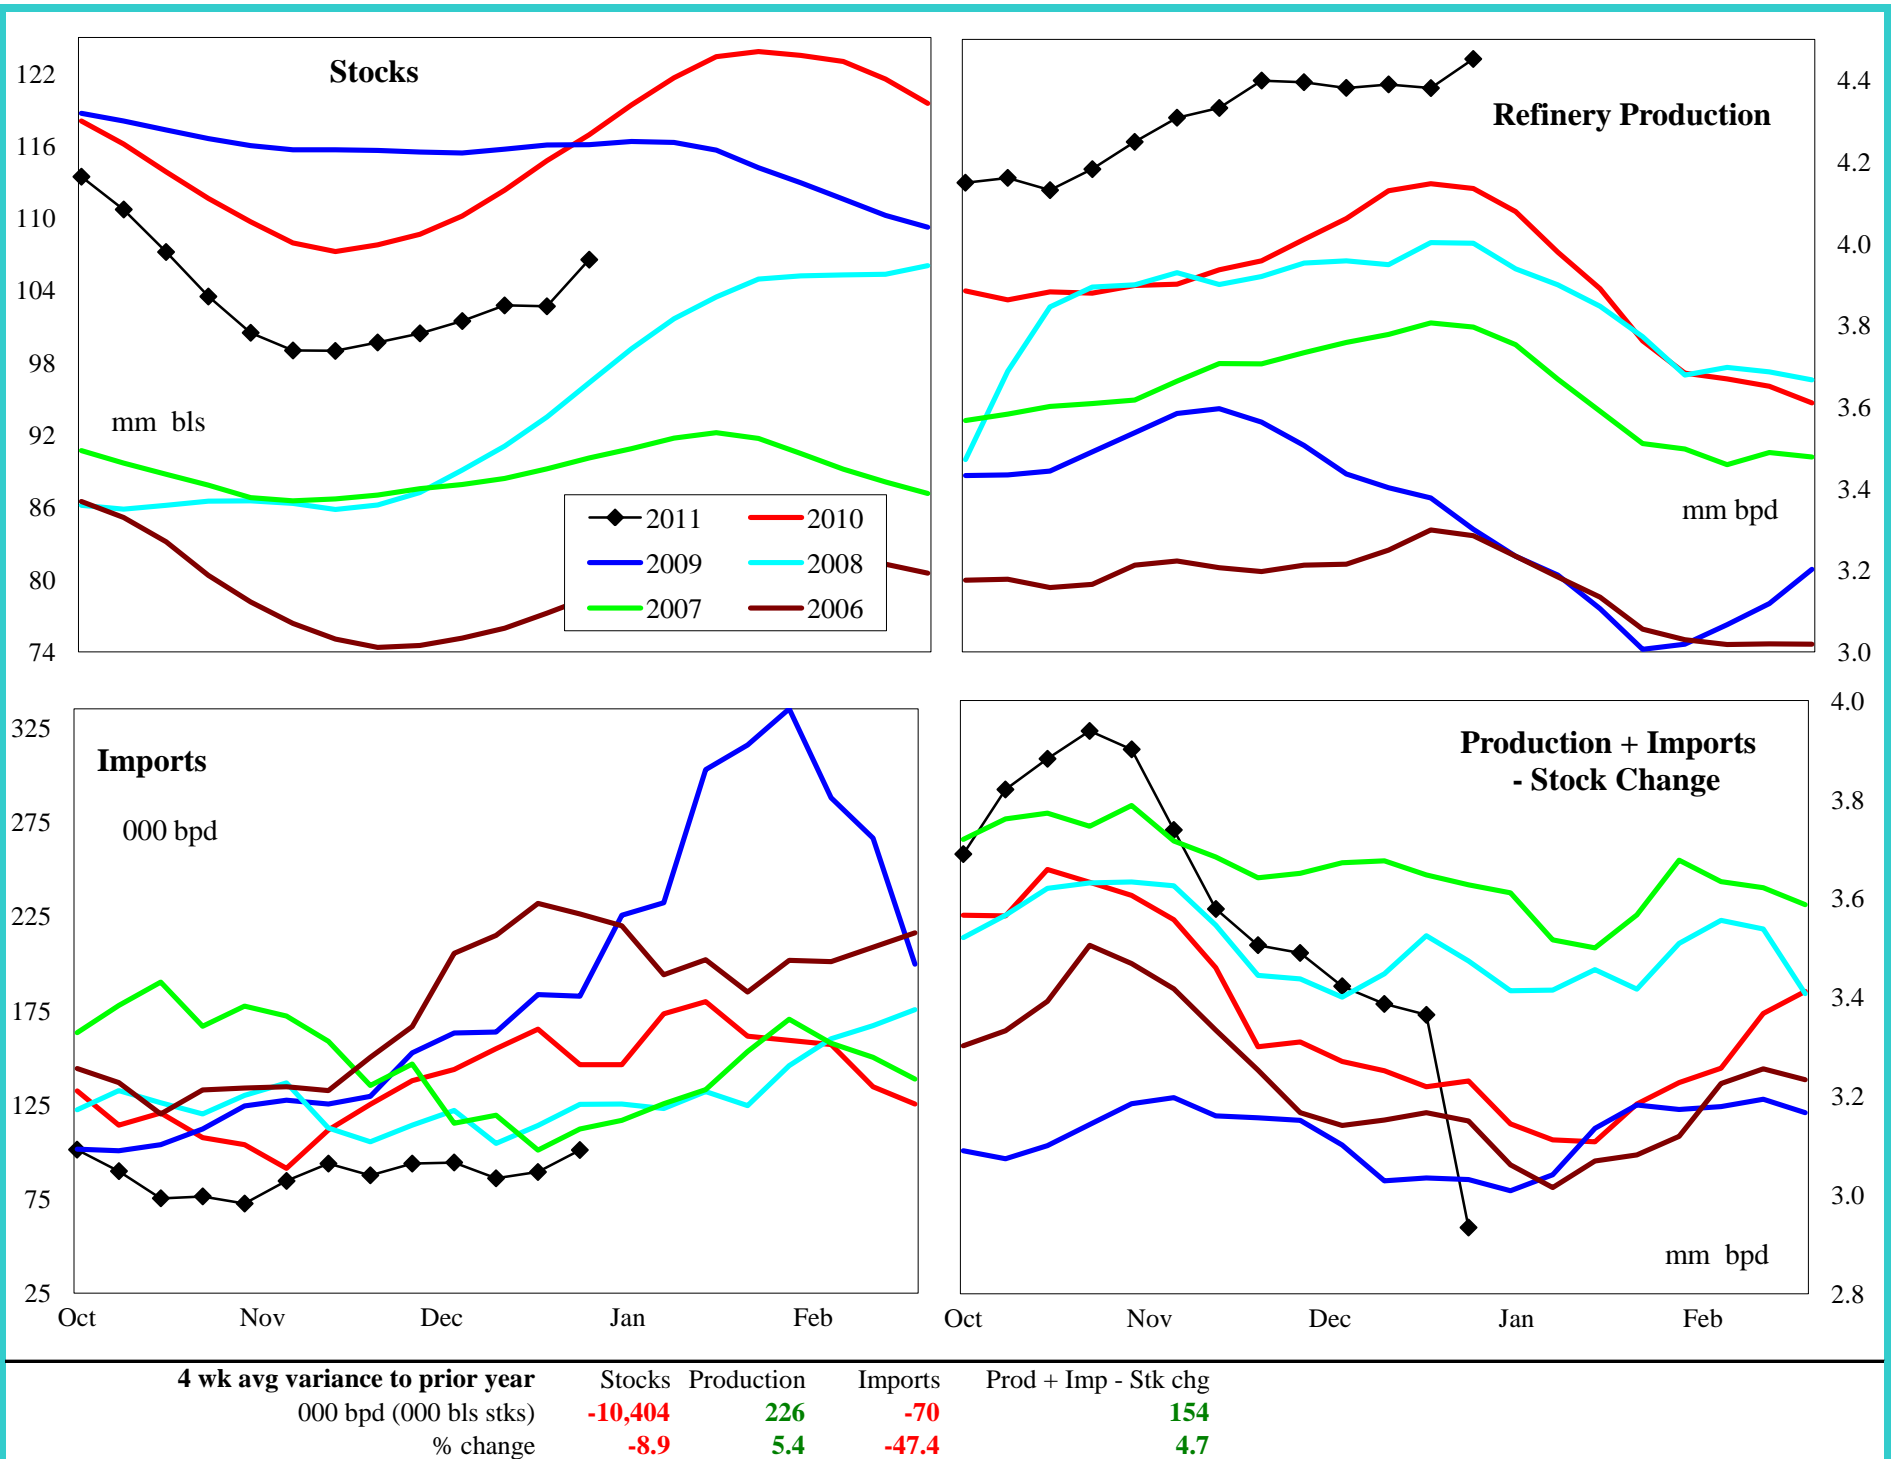 Stocks
122
116
110
104
98
92
86
80
74
mm bls
2011 2010
2009 2008
2007 2006
Refinery Production
4.4
4.2
4.0
3.8
3.6
3.4
3.2
3.0
mm bpd
Imports
000 bpd
325
275
225
175
125
75
25
Oct Nov Dec Jan Feb
Production + Imports
- Stock Change
4.0
3.8
3.6
3.4
3.2
3.0
2.8
mm bpd
Oct Nov Dec Jan Feb
4 wk avg variance to prior year Stocks Production Imports Prod + Imp - Stk chg
000 bpd (000 bls stks) -10,404 226 -70 154
% change -8.9 5.4 -47.4 4.7